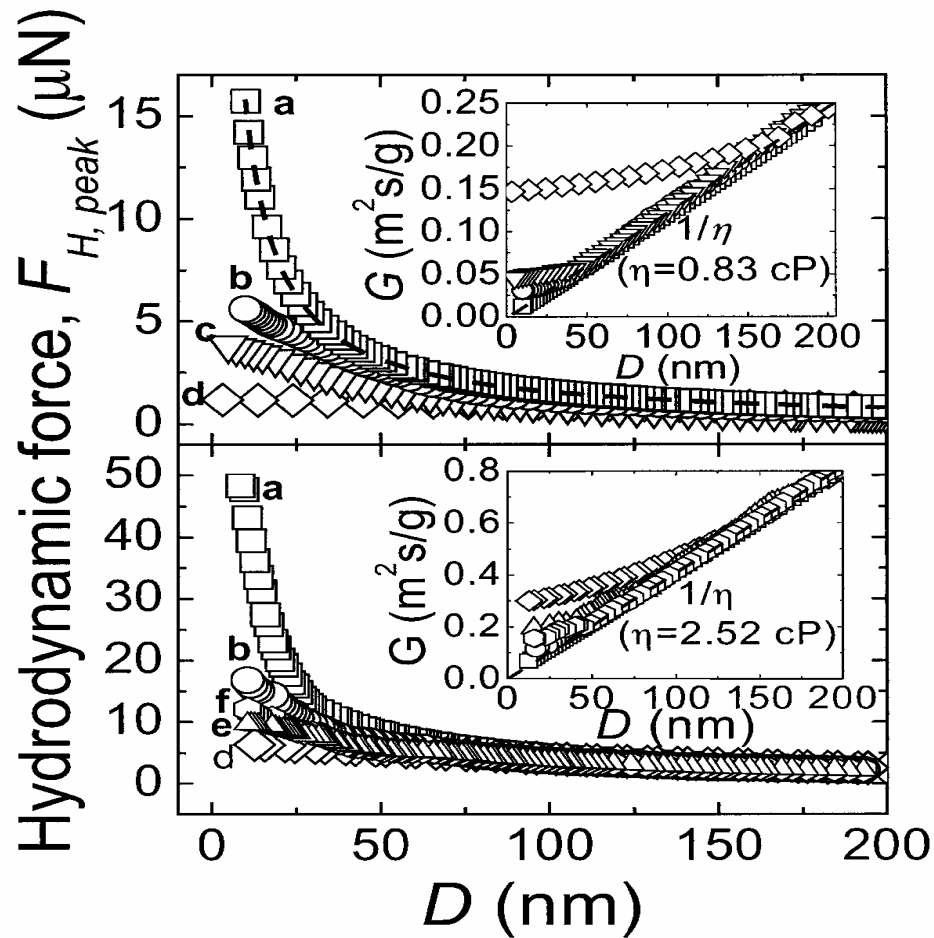 Hydrodynamic force, F_H, peak (μN)
15
10
5
0
a
b
c
d
0.25
0.20
0.15
0.10
0.05
0.00
G (m²s/g)
1/η
(η=0.83 cP)
0 50 100 150 200
D (nm)
50
40
30
20
10
0
a
b
f
e
d
0.8
0.6
0.4
0.2
0.0
G (m²s/g)
1/η
(η=2.52 cP)
0 50 100 150 200
D (nm)
0 50 100 150 200
D (nm)